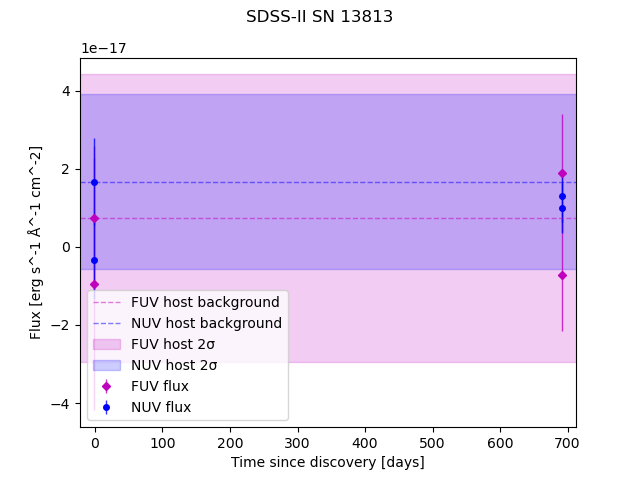 SDSS-II SN 13813
1e−17
4
2
0
−2
−4
Flux [erg s^-1 Å^-1 cm^-2]
FUV host background
NUV host background
FUV host 2σ
NUV host 2σ
FUV flux
NUV flux
0 100 200 300 400 500 600 700
Time since discovery [days]